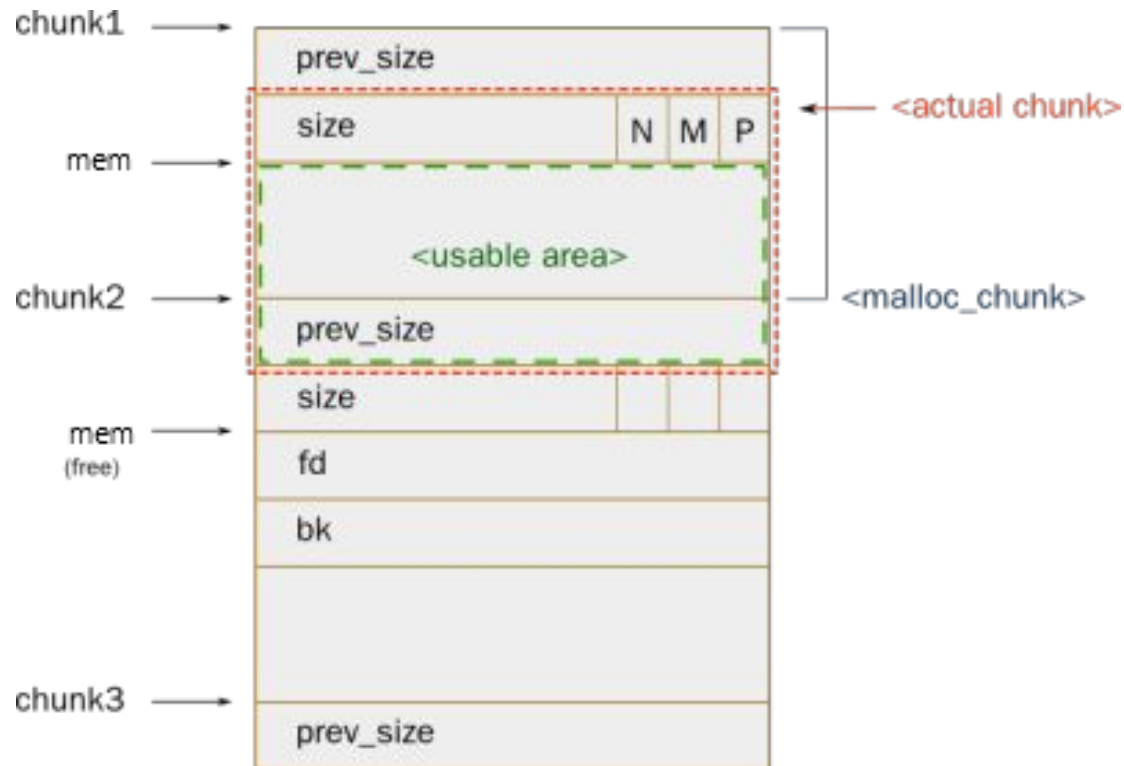 chunk1
prev_size
<actual chunk>
size N M P
mem
<usable area>
chunk2
<malloc_chunk>
prev_size
size
mem
(free)
fd
bk
chunk3
prev_size